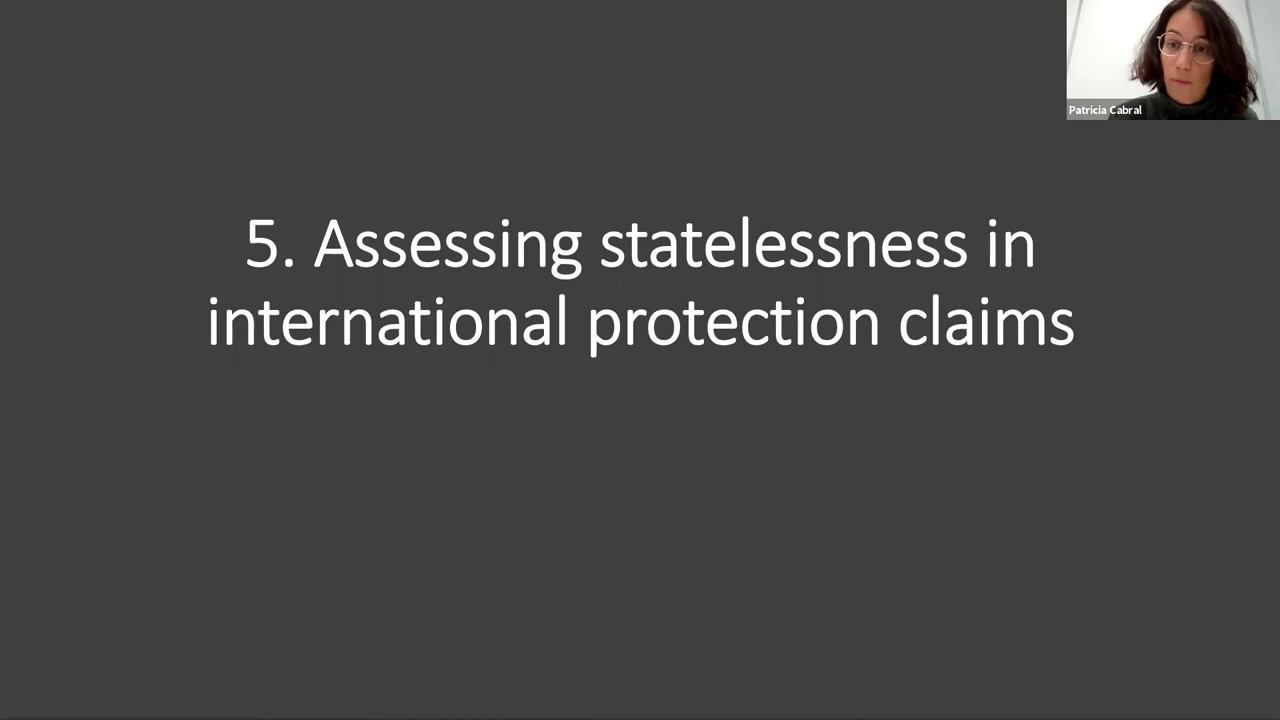 Patricia Cabral
5. Assessing statelessness in
international protection claims